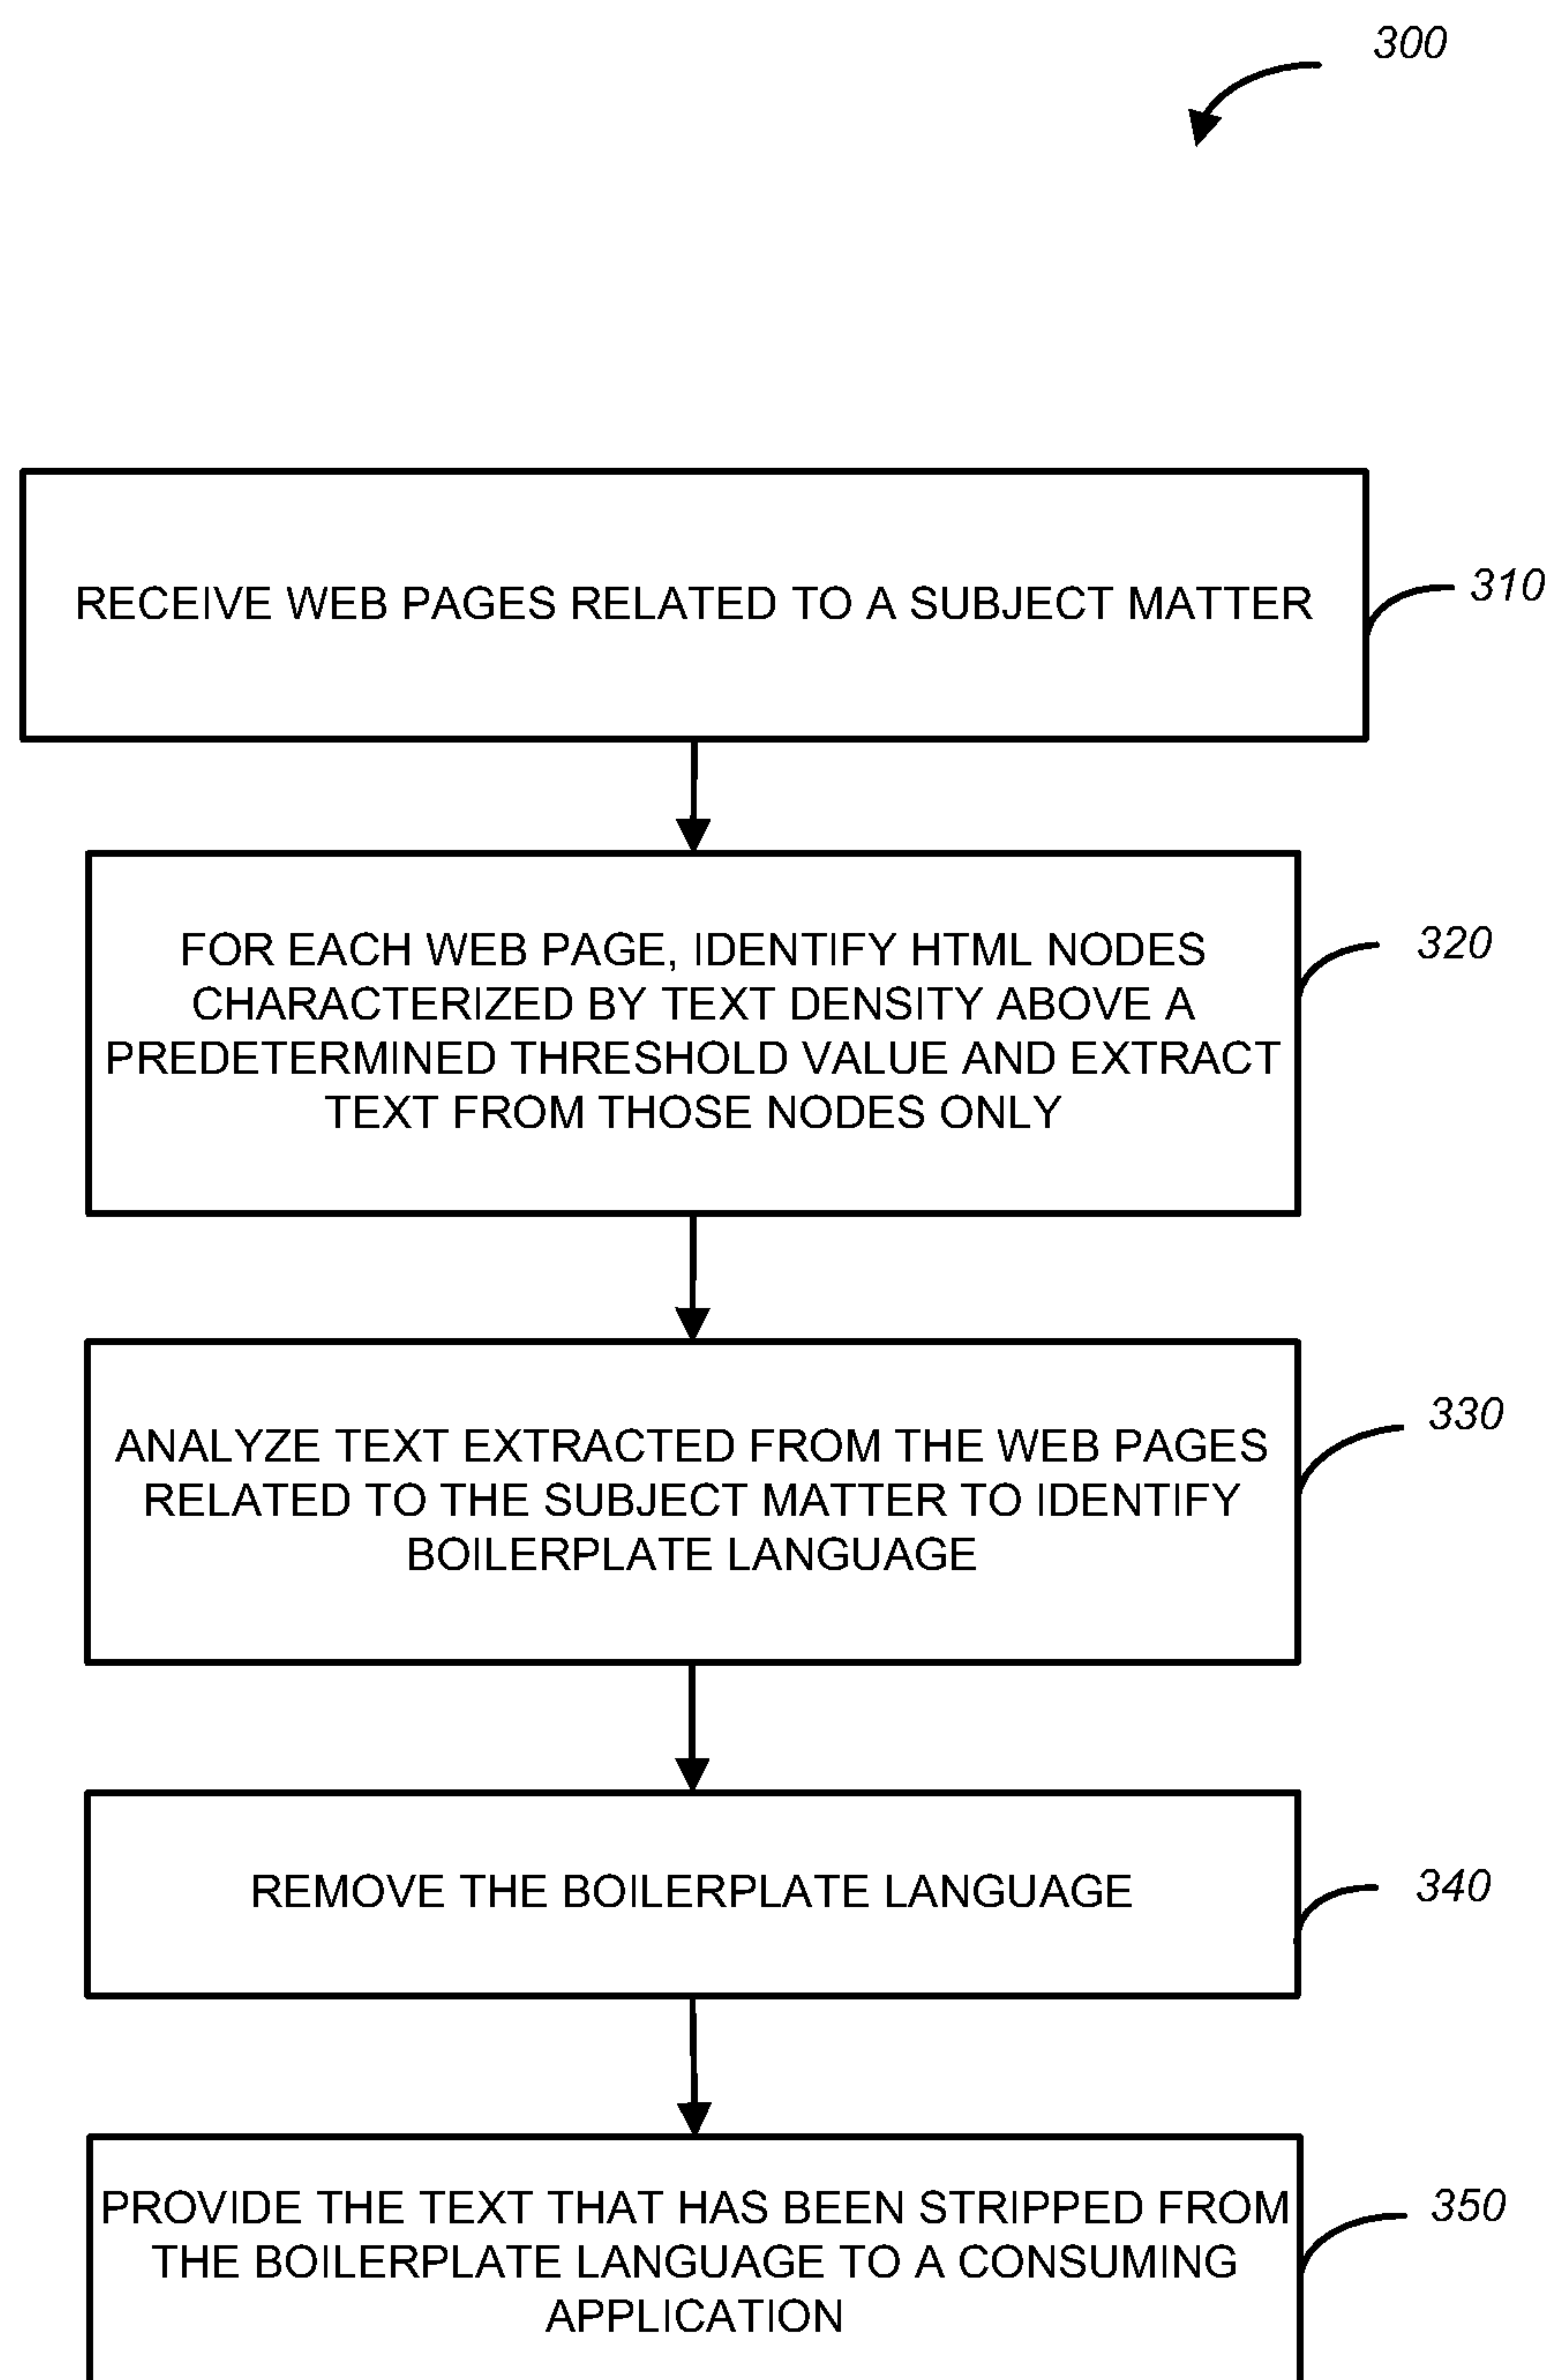 300
RECEIVE WEB PAGES RELATED TO A SUBJECT MATTER
310
FOR EACH WEB PAGE, IDENTIFY HTML NODES
CHARACTERIZED BY TEXT DENSITY ABOVE A
PREDETERMINED THRESHOLD VALUE AND EXTRACT
TEXT FROM THOSE NODES ONLY
320
ANALYZE TEXT EXTRACTED FROM THE WEB PAGES
RELATED TO THE SUBJECT MATTER TO IDENTIFY
BOILERPLATE LANGUAGE
330
REMOVE THE BOILERPLATE LANGUAGE
340
PROVIDE THE TEXT THAT HAS BEEN STRIPPED FROM
THE BOILERPLATE LANGUAGE TO A CONSUMING
APPLICATION
350